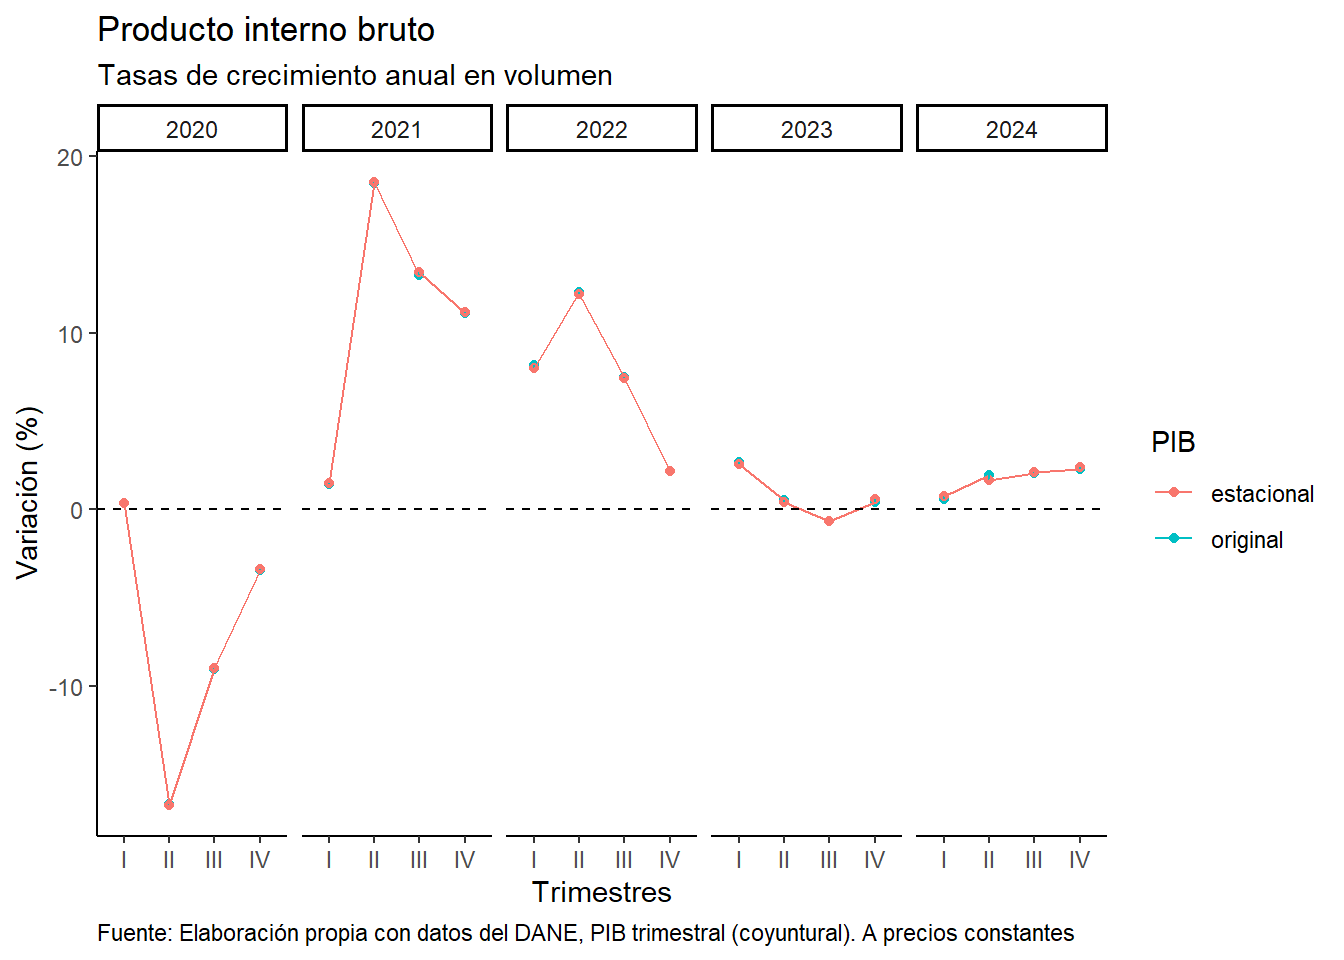 Producto interno bruto
Tasas de crecimiento anual en volumen
2020 2021 2022 2023 2024
20
10
0
-10
Variación (%)
I II III IV I II III IV I II III IV I II III IV I II III IV
Trimestres
PIB
estacional
original
Fuente: Elaboración propia con datos del DANE, PIB trimestral (coyuntural). A precios constantes